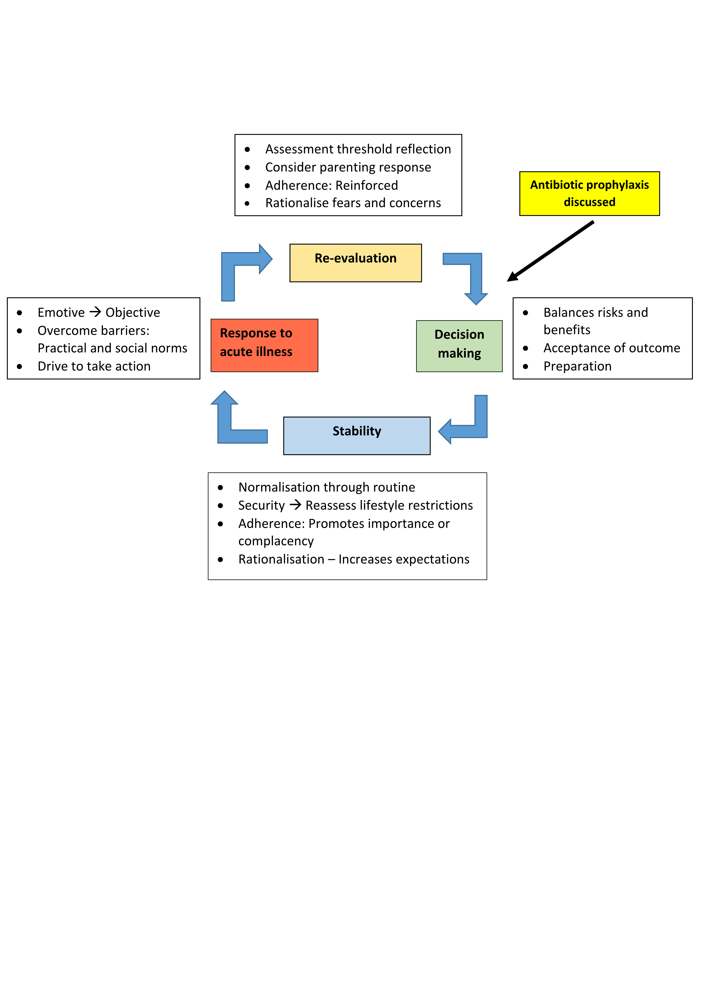 • Assessment threshold reflection
• Consider parenting response
• Adherence: Reinforced
• Rationalise fears and concerns
Antibiotic prophylaxis
discussed
Re-evaluation
• Emotive → Objective
• Overcome barriers:
Practical and social norms
• Drive to take action
Response to
acute illness
Decision
making
• Balances risks and
benefits
• Acceptance of outcome
• Preparation
Stability
• Normalisation through routine
• Security → Reassess lifestyle restrictions
• Adherence: Promotes importance or
complacency
• Rationalisation – Increases expectations